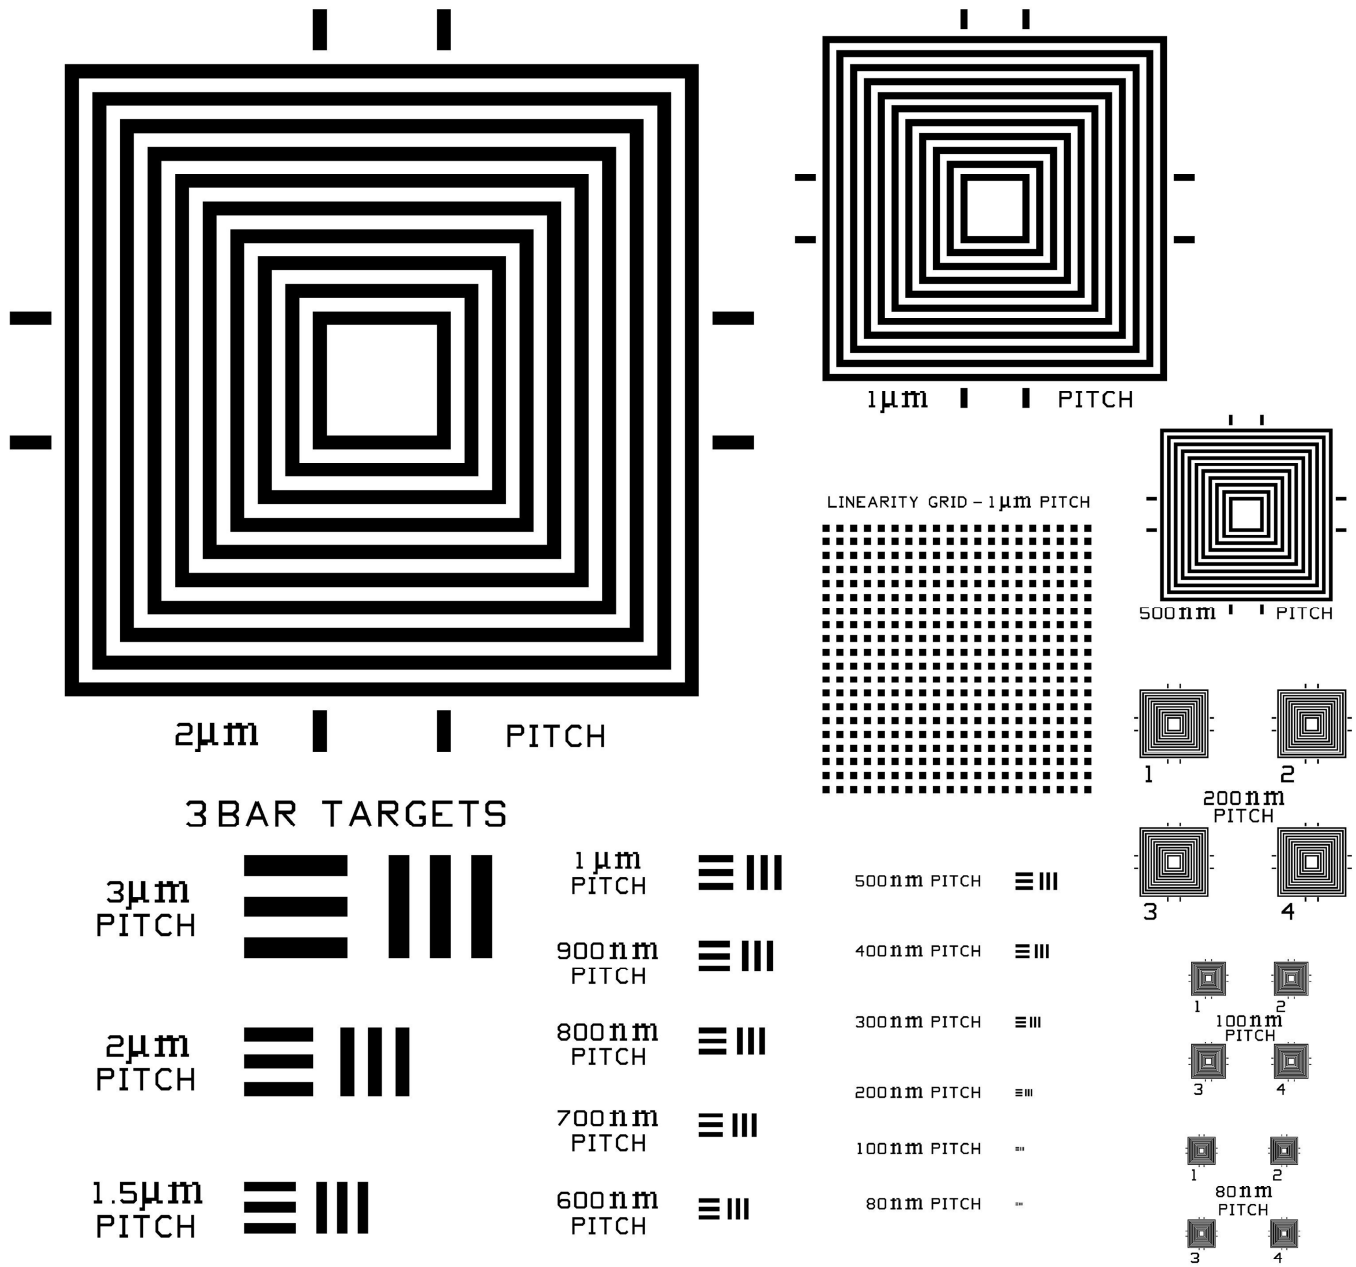 1µm PITCH
LINEARITY GRID - 1µm PITCH
500nm PITCH
2µm PITCH
1 2
200nm
PITCH
3 4
3 BAR TARGETS
3µm
PITCH
2µm
PITCH
1.5µm
PITCH
1 µm
PITCH
900nm
PITCH
800nm
PITCH
700nm
PITCH
600nm
PITCH
500nm PITCH
400nm PITCH
300nm PITCH
200nm PITCH
100nm PITCH
80nm PITCH
1 2
100nm
PITCH
3 4
1 2
80nm
PITCH
3 4